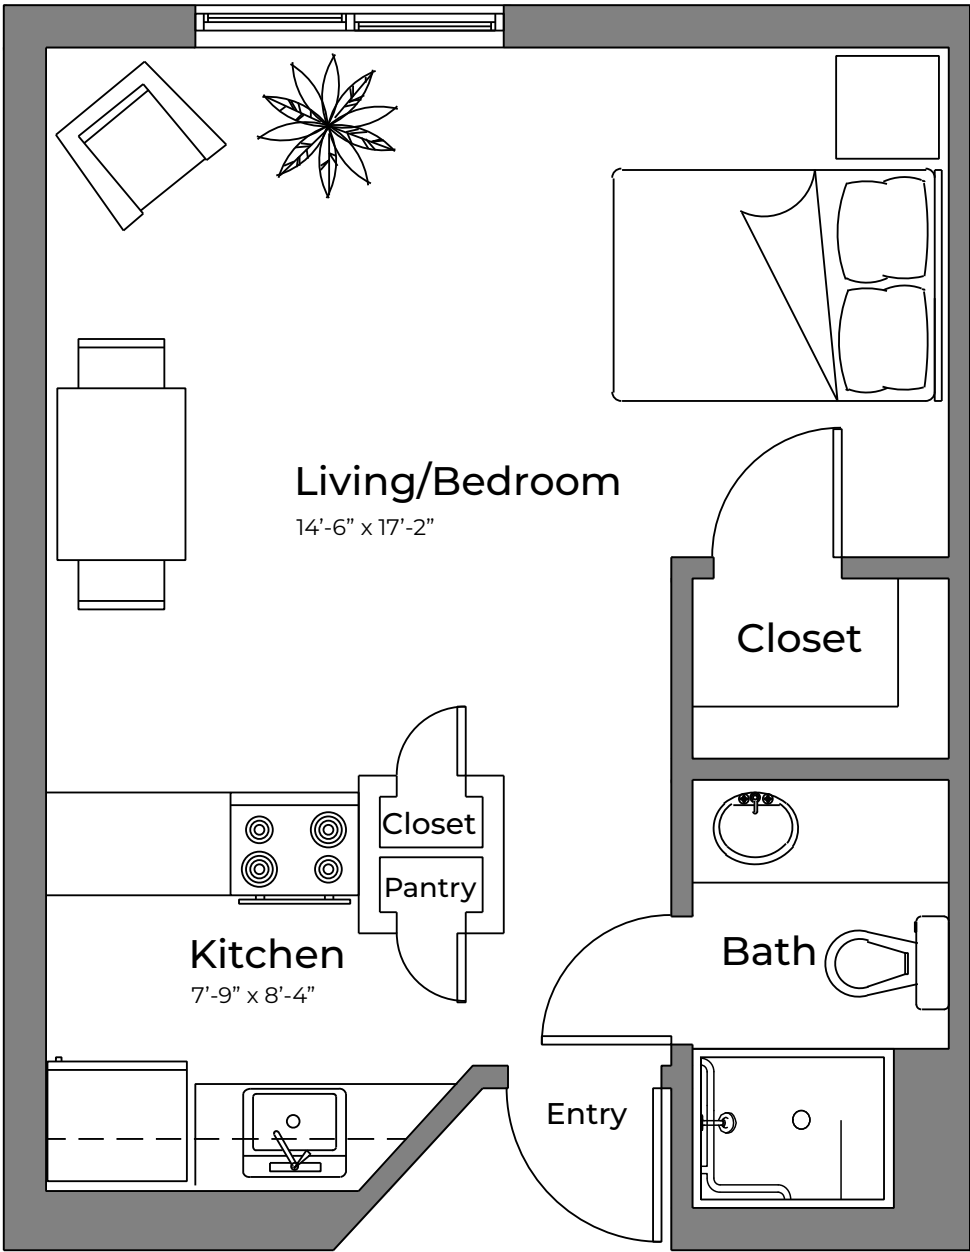 Living/Bedroom
14’-6” x 17’-2”
Closet
Closet
Pantry
Kitchen
7’-9” x 8’-4”
Bath
Entry